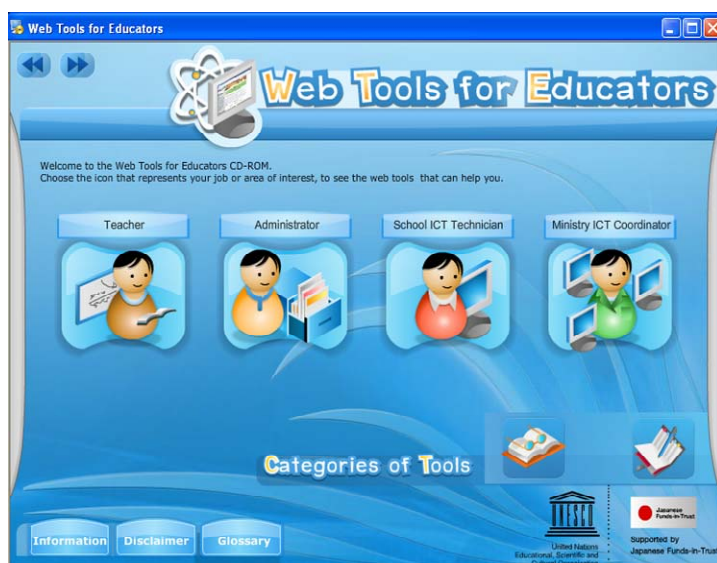 Web Tools for Educators
Web Tools for Educators
Welcome to the Web Tools for Educators CD-ROM.
Choose the icon that represents your job or area of interest, to see the web tools that can help you.
Teacher
Administrator
School ICT Technician
Ministry ICT Coordinator
Categories of Tools
Information
Disclaimer
Glossary
UNESCO
United Nations
Educational, Scientific and
Cultural Organization
Japanese
Funds-in-Trust
Supported by
Japanese Funds-in-Trust